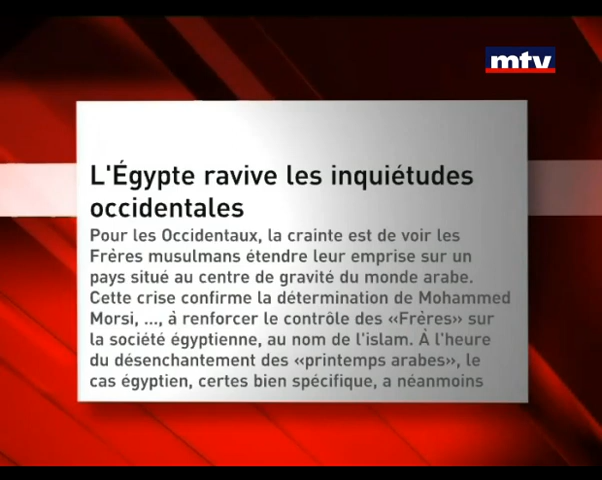 mtv
L'Égypte ravive les inquiétudes
occidentales
Pour les Occidentaux, la crainte est de voir les
Frères musulmans étendre leur emprise sur un
pays situé au centre de gravité du monde arabe.
Cette crise confirme la détermination de Mohammed
Morsi, ..., à renforcer le contrôle des «Frères» sur
la société égyptienne, au nom de l'islam. À l'heure
du désenchantement des «printemps arabes», le
cas égyptien, certes bien spécifique, a néanmoins